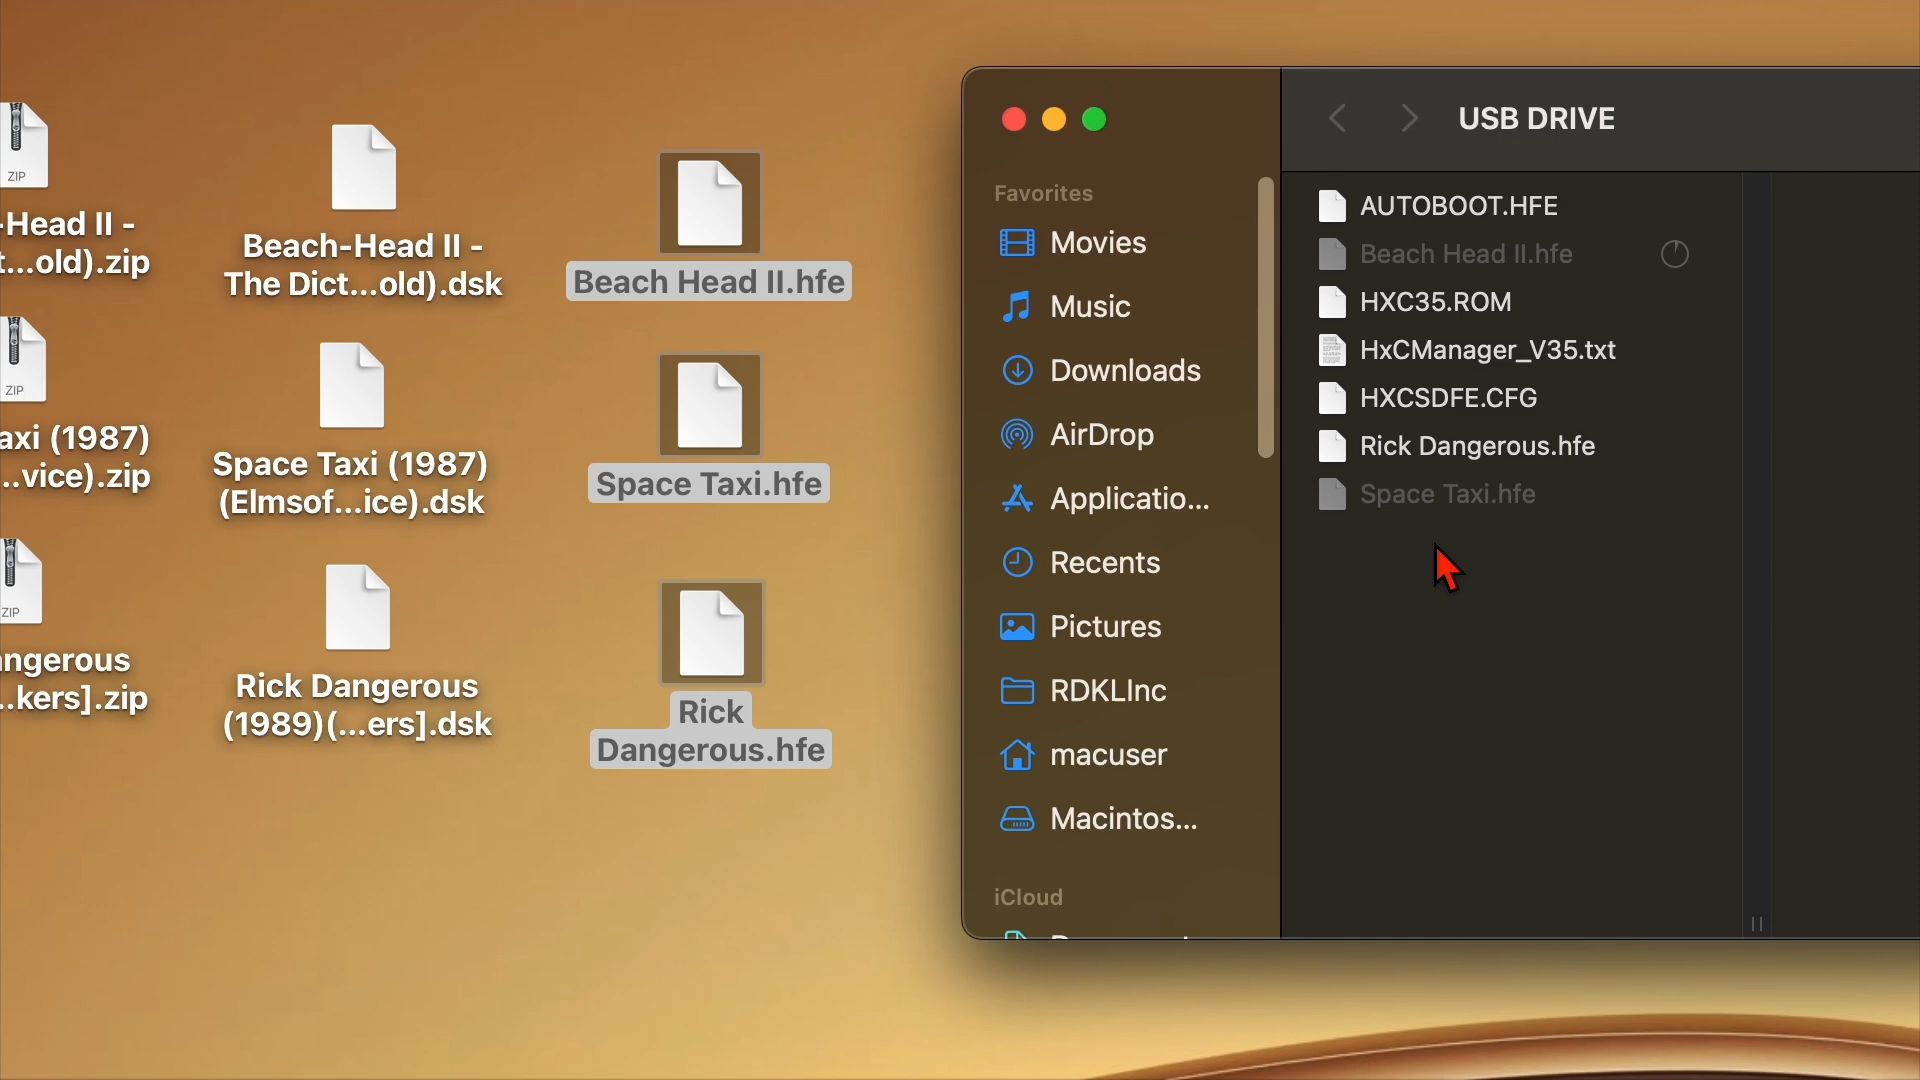 ZIP
-Head II -
t...old).zip
ZIP
axi (1987)
..vice).zip
ZIP
ngerous
..kers].zip
Beach-Head II -
The Dict...old).dsk
Space Taxi (1987)
(Elmsof...ice).dsk
Rick Dangerous
(1989)(...ers].dsk
Beach Head II.hfe
Space Taxi.hfe
Rick
Dangerous.hfe
Favorites
Movies
Music
Downloads
AirDrop
Applicatio...
Recents
Pictures
RDKLInc
macuser
Macintos...
iCloud
USB DRIVE
AUTOBOOT.HFE
Beach Head II.hfe
HXC35.ROM
HxCManager_V35.txt
HXCSDFE.CFG
Rick Dangerous.hfe
Space Taxi.hfe